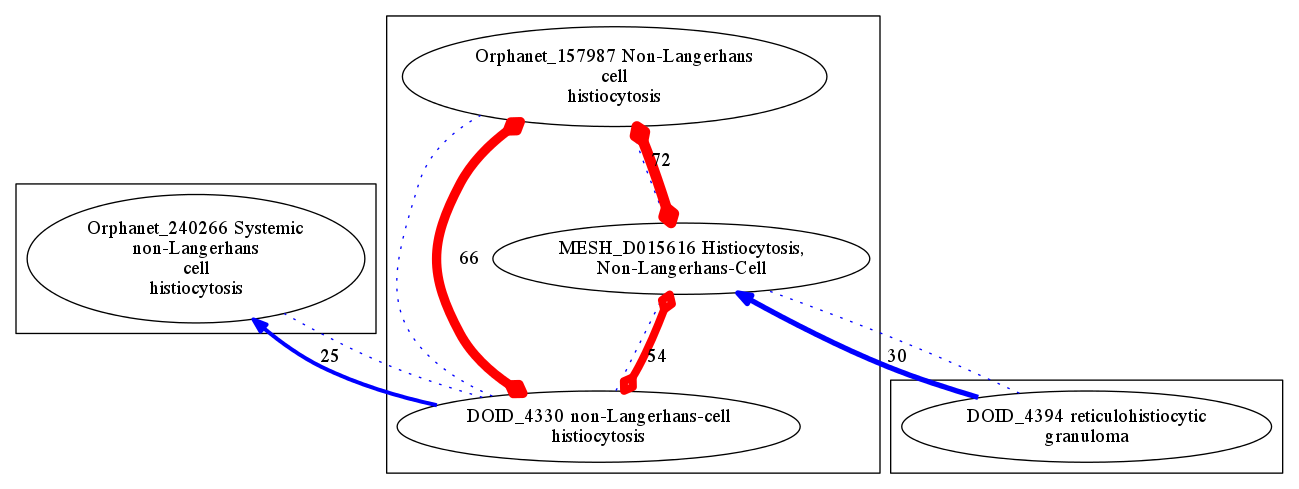 Orphanet_157987 Non-Langerhans
cell
histiocytosis
72
Orphanet_240266 Systemic
non-Langerhans
cell
histiocytosis
66
MESH_D015616 Histiocytosis,
Non-Langerhans-Cell
25
54
30
DOID_4330 non-Langerhans-cell
histiocytosis
DOID_4394 reticulohistiocytic
granuloma